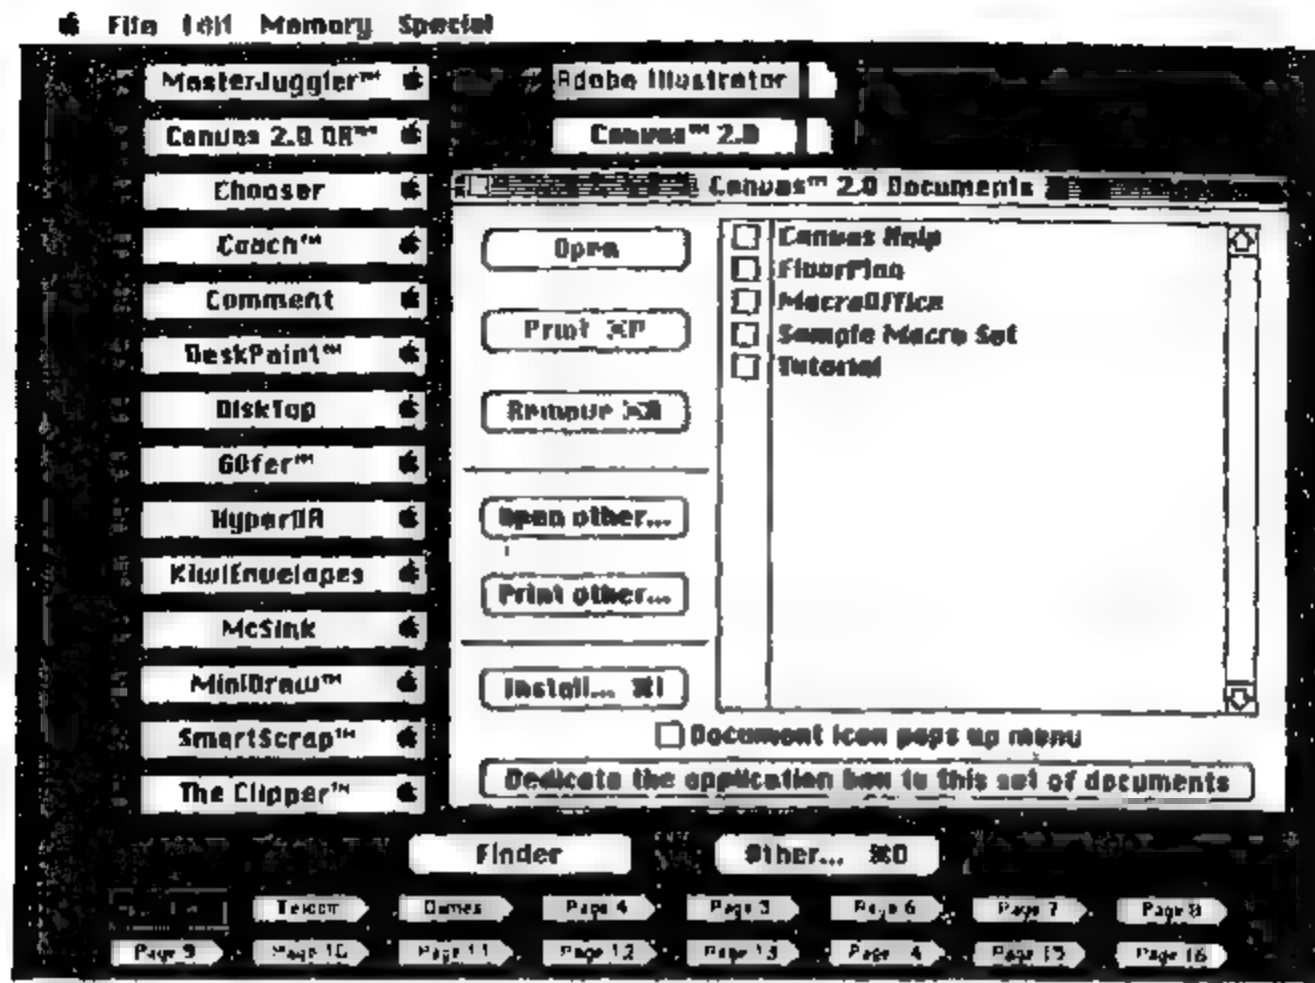 File Edit Memory Special
MasterJuggler™
Canvas 2.0 DA™
Chooser
Coach™
Comment
DeskPaint™
DiskTop
GOfer™
HyperDA
KiwiEnvelopes
McSink
MiniDraw™
SmartScrap™
The Clipper™
Adobe Illustrator
Canvas™ 2.0
Canvas™ 2.0 Documents
Open
Print ⌘P
Remove ⌘R
Open other...
Print other...
Install... ⌘I
Canvas Help
FloorPlan
MacroOffice
Sample Macro Set
Tutorial
Document icon pops up menu
Dedicate the application box to this set of documents
Finder
Other... ⌘O
Telcom Games Page 4 Page 5 Page 6 Page 7 Page 8
Page 9 Page 10 Page 11 Page 12 Page 13 Page 14 Page 15 Page 16